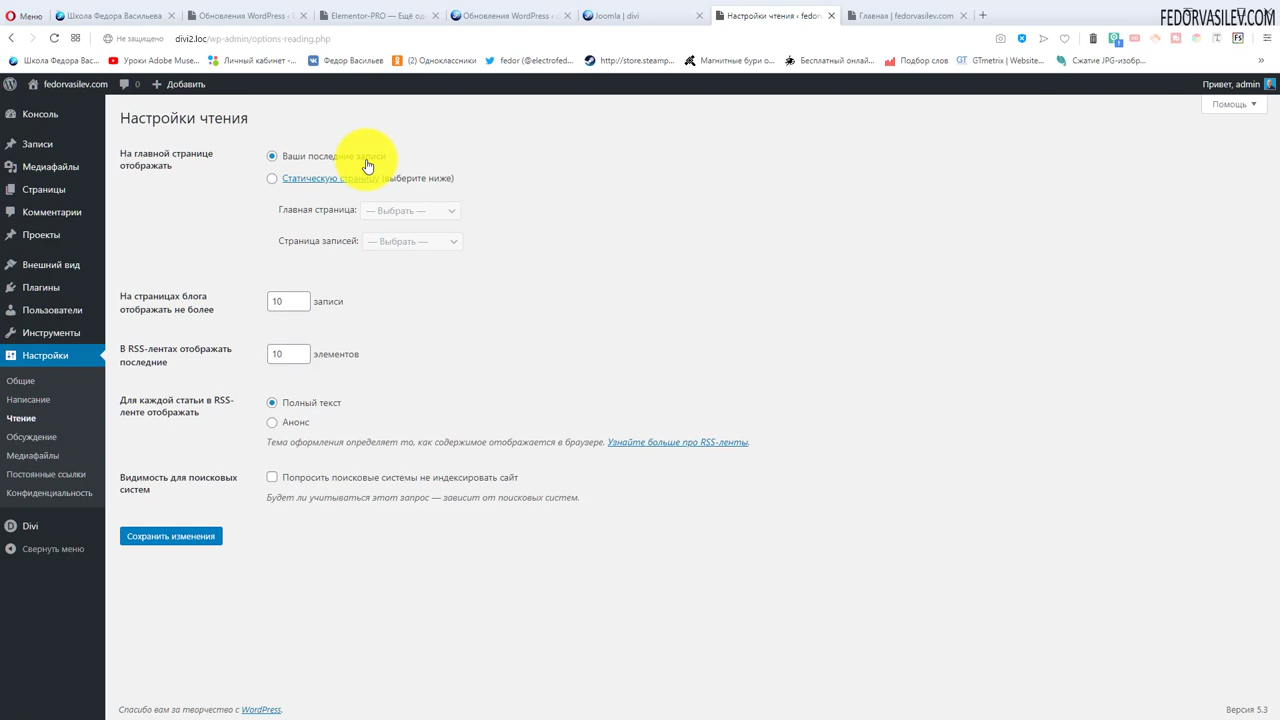 FEDORVASILEV.COM
Меню
Школа Федора Васильева
Обновления WordPress ‹
Elementor-PRO — Ещё од
Обновления WordPress ‹ с
Joomla | divi
Настройки чтения ‹ fedor
Главная | fedorvasilev.com
Не защищено
divi2.loc/wp-admin/options-reading.php
Школа Федора Вас...
Уроки Adobe Muse...
Личный кабинет -...
Федор Васильев
(2) Одноклассники
fedor (@electrofed...
http://store.steamp...
Магнитные бури о...
Бесплатный онлай...
Подбор слов
GT
GTmetrix | Website...
Сжатие JPG-изобр...
fedorvasilev.com
0
Добавить
Привет, admin
Консоль
Записи
Медиафайлы
Страницы
Комментарии
Проекты
Внешний вид
Плагины
Пользователи
Инструменты
Настройки
Общие
Написание
Чтение
Обсуждение
Медиафайлы
Постоянные ссылки
Конфиденциальность
Divi
Свернуть меню
Помощь
Настройки чтения
На главной странице
отображать
Ваши последние записи
Статическую страницу (выберите ниже)
Главная страница: — Выбрать —
Страница записей: — Выбрать —
На страницах блога
отображать не более
10 записи
В RSS-лентах отображать
последние
10 элементов
Для каждой статьи в RSS-
ленте отображать
Полный текст
Анонс
Тема оформления определяет то, как содержимое отображается в браузере. Узнайте больше про RSS-ленты.
Видимость для поисковых
систем
Попросить поисковые системы не индексировать сайт
Будет ли учитываться этот запрос — зависит от поисковых систем.
Сохранить изменения
Спасибо вам за творчество с WordPress.
Версия 5.3